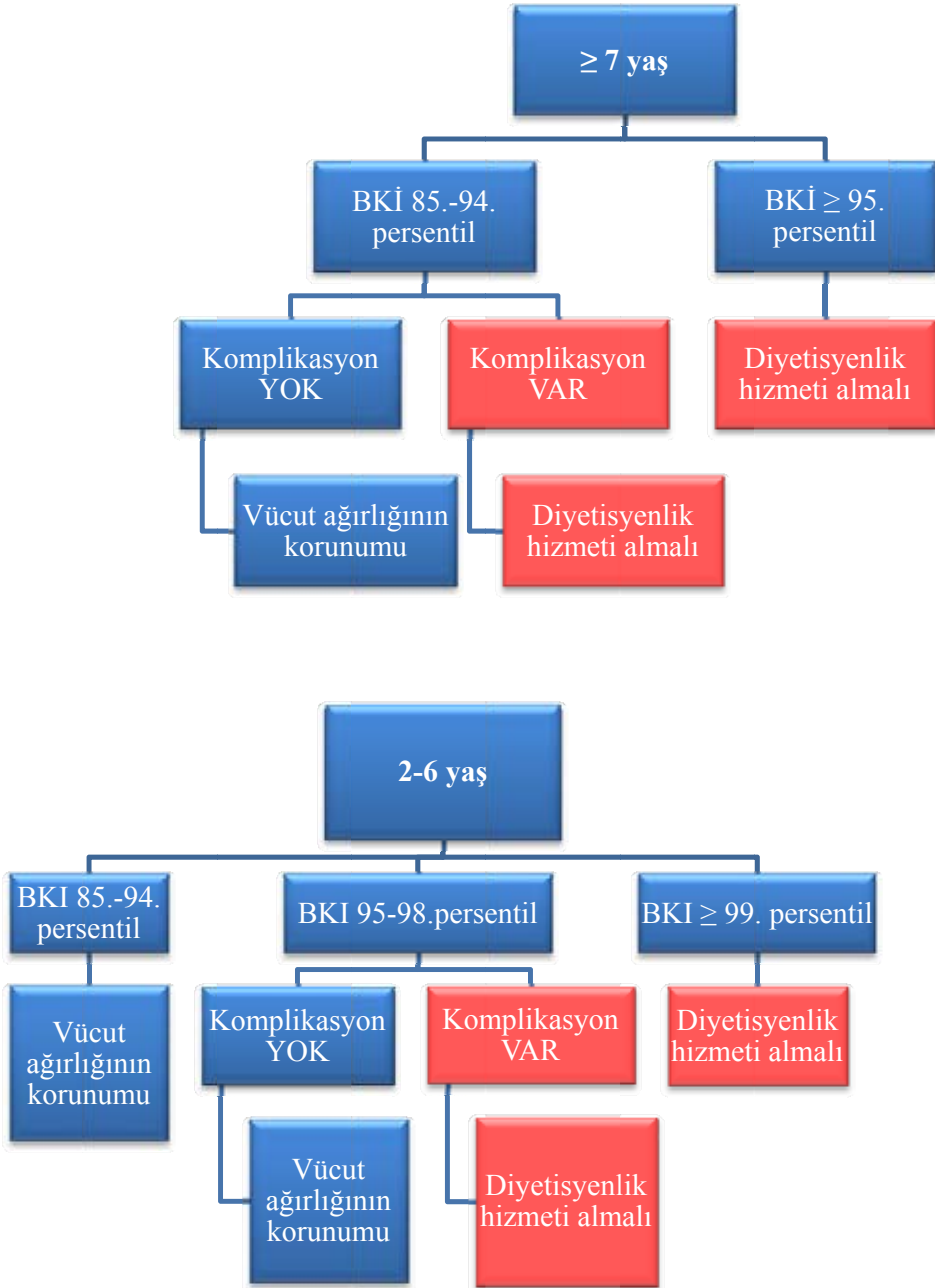 ≥ 7 yaş
BKİ 85.-94.
persentil
BKİ ≥ 95.
persentil
Komplikasyon
YOK
Komplikasyon
VAR
Diyetisyenlik
hizmeti almalı
Vücut ağırlığının
korunumu
Diyetisyenlik
hizmeti almalı
2-6 yaş
BKI 85.-94.
persentil
BKI 95-98.persentil
BKI ≥ 99. persentil
Vücut
ağırlığının
korunumu
Komplikasyon
YOK
Komplikasyon
VAR
Diyetisyenlik
hizmeti almalı
Vücut
ağırlığının
korunumu
Diyetisyenlik
hizmeti almalı